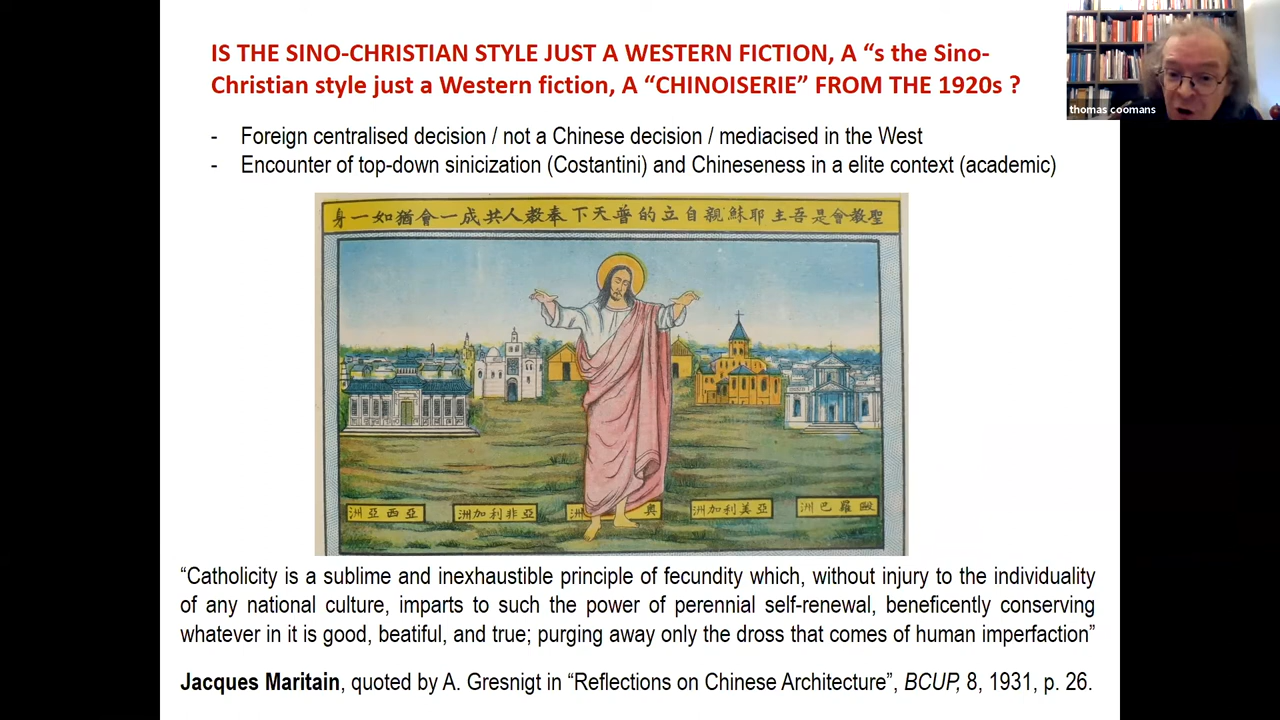 IS THE SINO-CHRISTIAN STYLE JUST A WESTERN FICTION, A “s the Sino-
Christian style just a Western fiction, A “CHINOISERIE” FROM THE 1920s ?
thomas coomans
- Foreign centralised decision / not a Chinese decision / mediacised in the West
- Encounter of top-down sinicization (Costantini) and Chineseness in a elite context (academic)
聖教會是吾主耶穌親自立的普天下奉教人共成一會猶如一身
歐羅巴洲
亞美利加洲
奥 洲
亞非利加洲
亞西亞洲
“Catholicity is a sublime and inexhaustible principle of fecundity which, without injury to the individuality
of any national culture, imparts to such the power of perennial self-renewal, beneficently conserving
whatever in it is good, beatiful, and true; purging away only the dross that comes of human imperfaction”
Jacques Maritain, quoted by A. Gresnigt in “Reflections on Chinese Architecture”, BCUP, 8, 1931, p. 26.